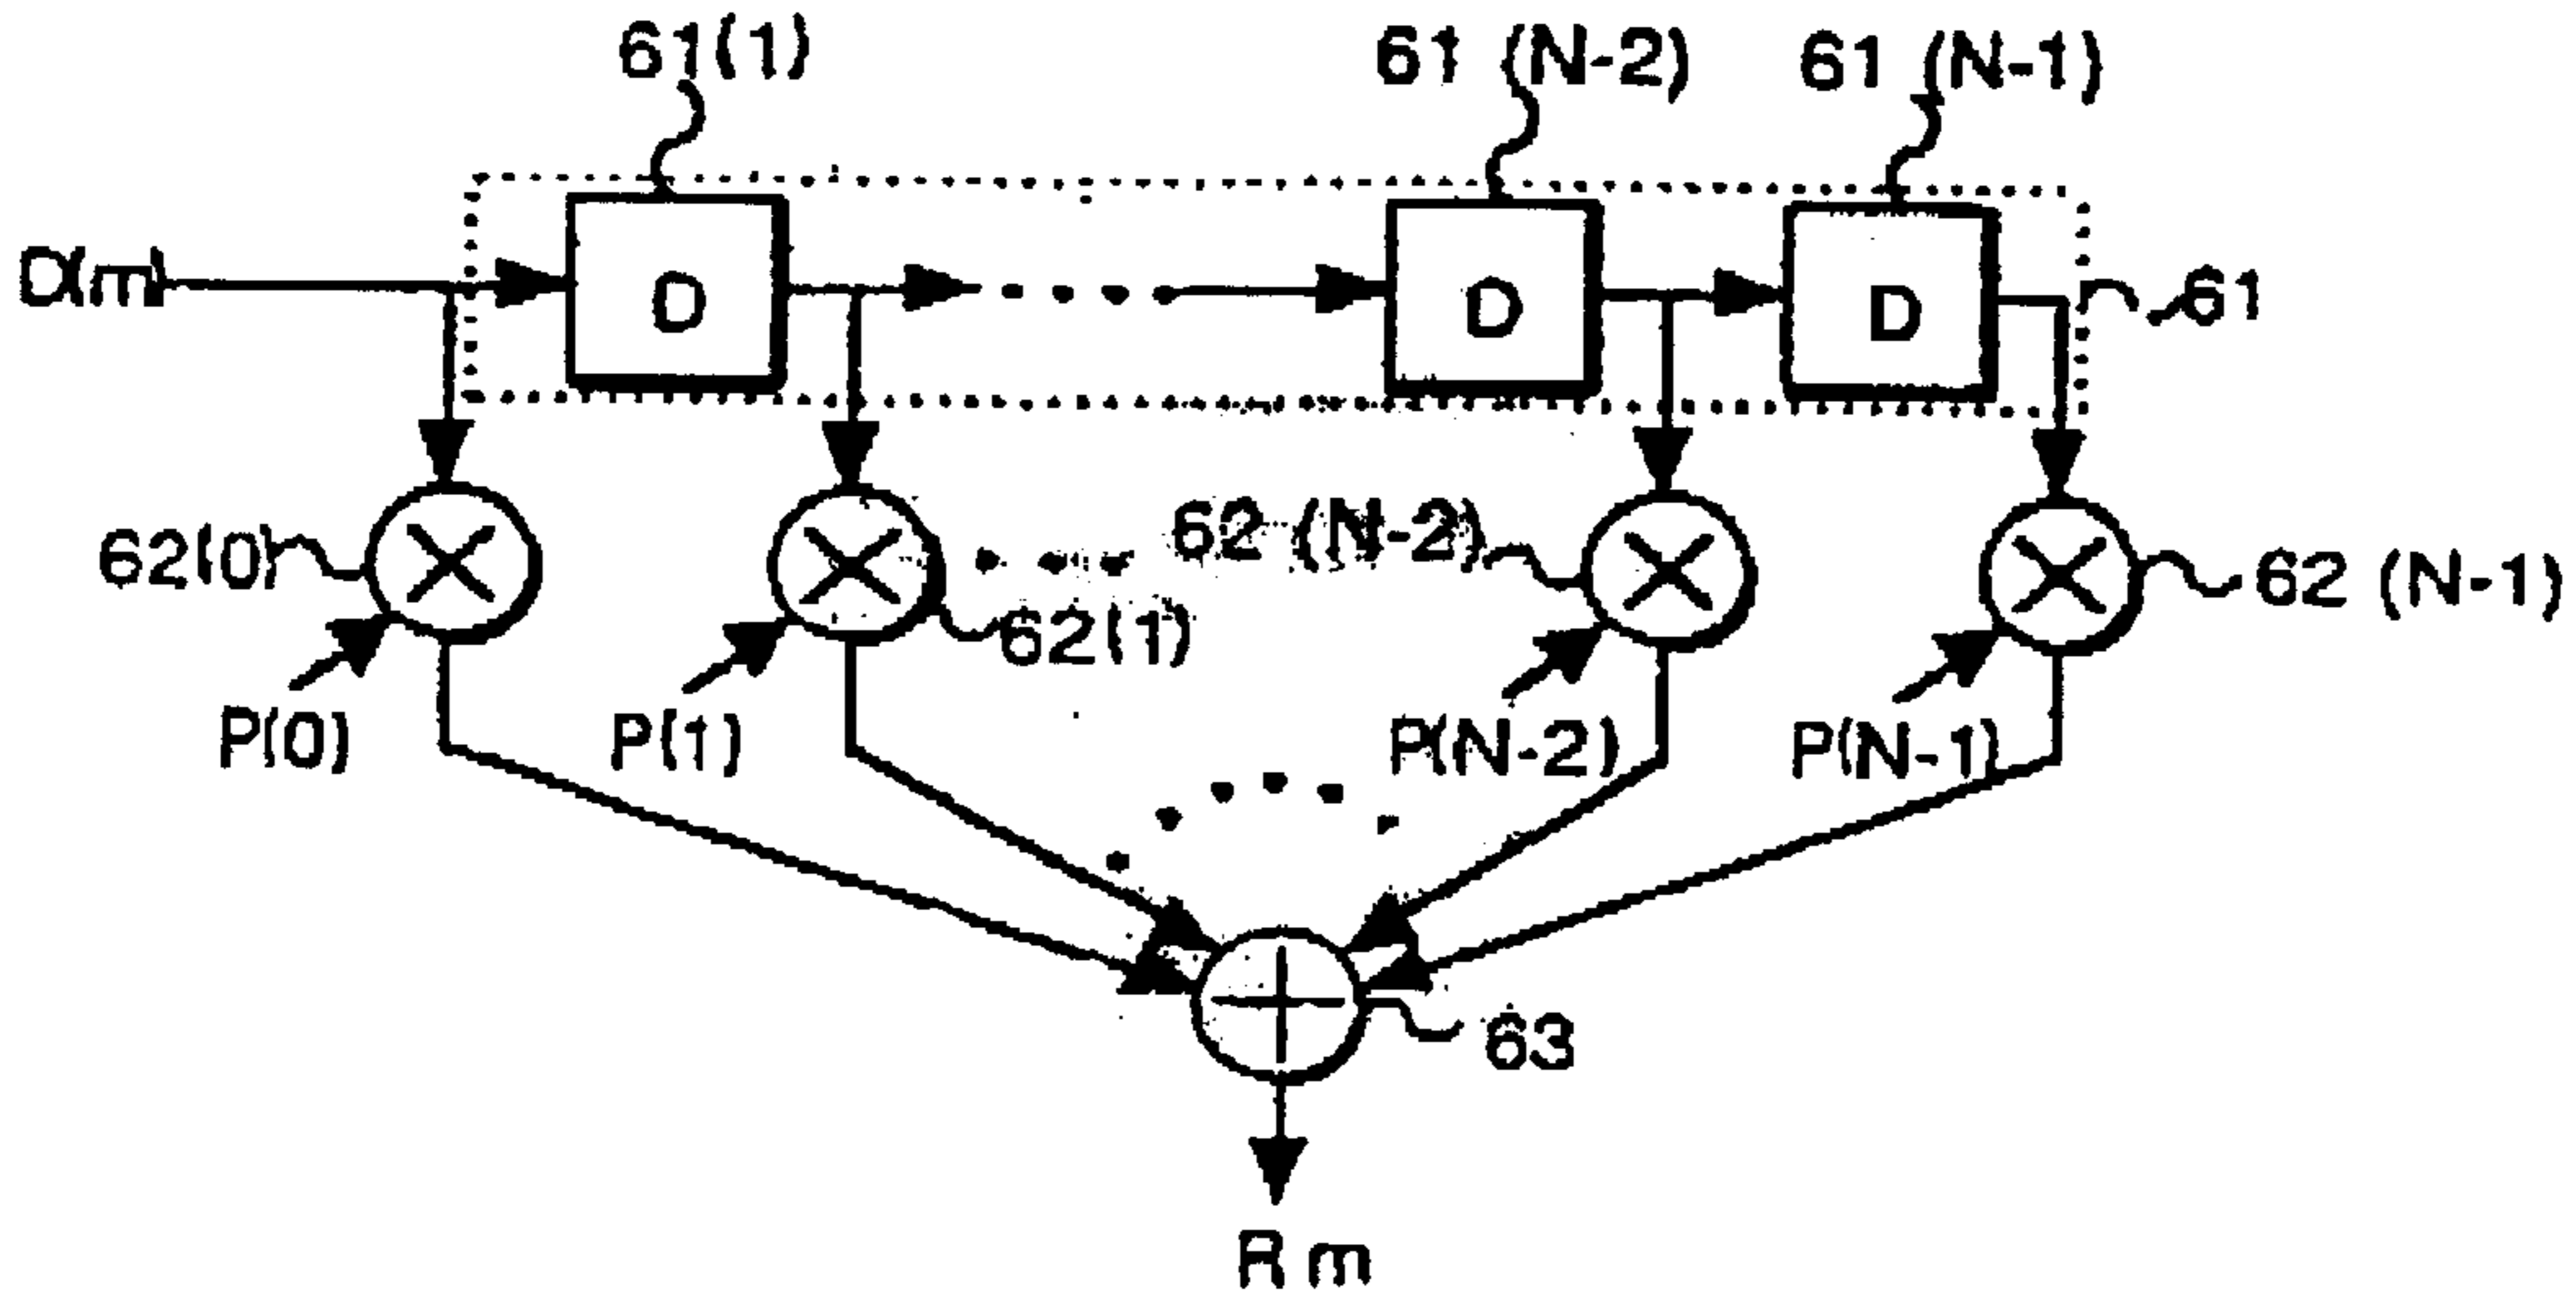 61(1)
61 (N-2)
61 (N-1)
D(m)
D
D
D
61
62(0)
62(1)
62 (N-2)
62 (N-1)
P(0)
P(1)
P(N-2)
P(N-1)
63
Rm